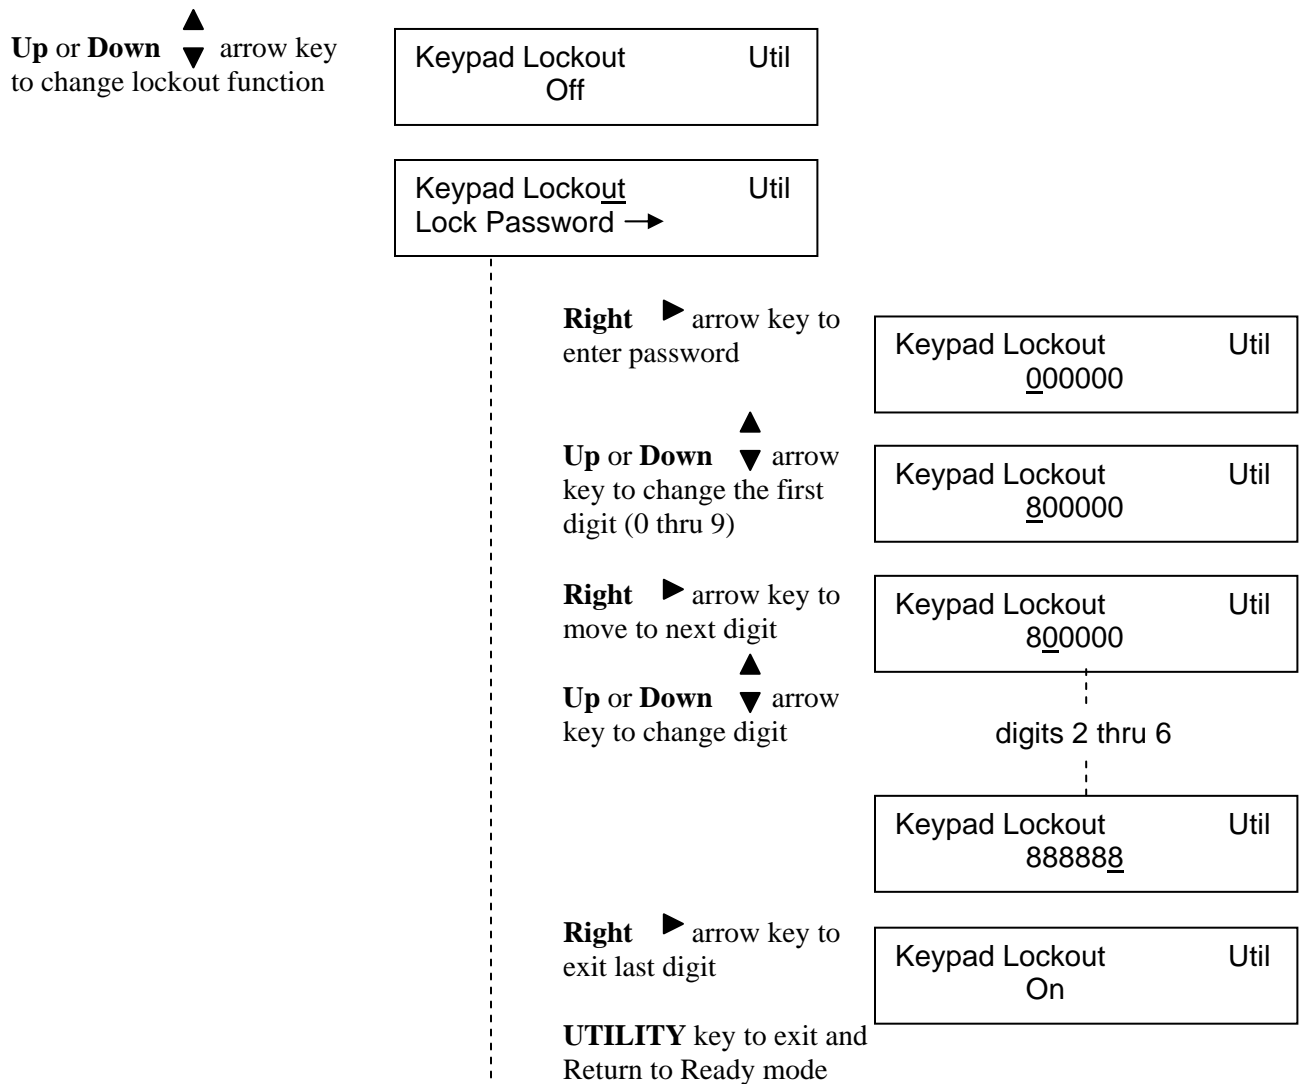 Up or Down ▲▼ arrow key
to change lockout function
Keypad Lockout Util
Off
Keypad Lockout Util
Lock Password →
Right ► arrow key to
enter password
Keypad Lockout Util
000000
Up or Down ▲▼ arrow
key to change the first
digit (0 thru 9)
Keypad Lockout Util
800000
Right ► arrow key to
move to next digit
Keypad Lockout Util
800000
Up or Down ▲▼ arrow
key to change digit
digits 2 thru 6
Keypad Lockout Util
888888
Right ► arrow key to
exit last digit
Keypad Lockout Util
On
UTILITY key to exit and
Return to Ready mode